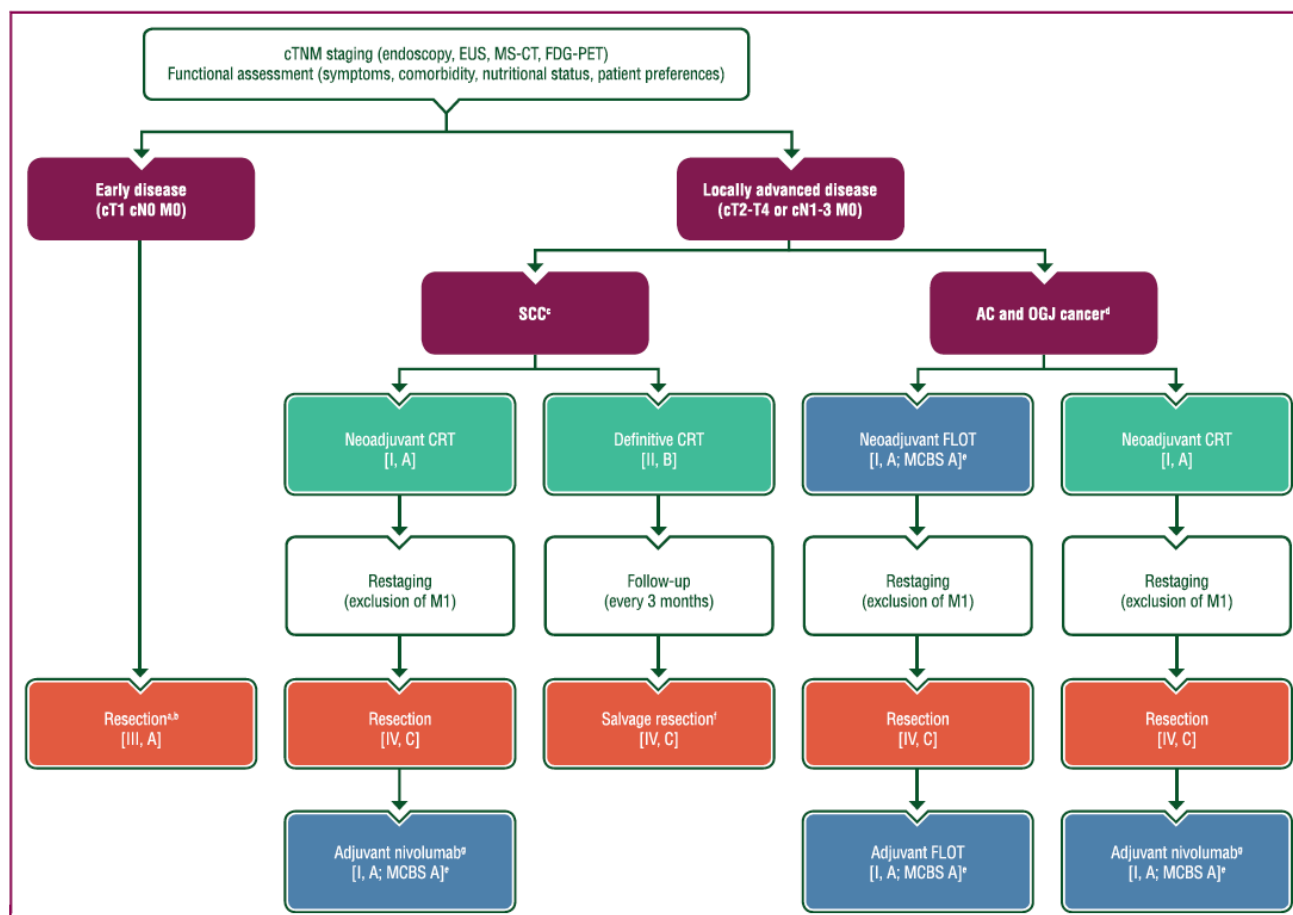 cTNM staging (endoscopy, EUS, MS-CT, FDG-PET)
Functional assessment (symptoms, comorbidity, nutritional status, patient preferences)
Early disease
(cT1 cN0 M0)
Locally advanced disease
(cT2-T4 or cN1-3 M0)
SCCᶜ
AC and OGJ cancerᵈ
Neoadjuvant CRT
[I, A]
Definitive CRT
[II, B]
Neoadjuvant FLOT
[I, A; MCBS A]ᵉ
Neoadjuvant CRT
[I, A]
Restaging
(exclusion of M1)
Follow-up
(every 3 months)
Restaging
(exclusion of M1)
Restaging
(exclusion of M1)
Resectionᵃ,ᵇ
[III, A]
Resection
[IV, C]
Salvage resectionᶠ
[IV, C]
Resection
[IV, C]
Resection
[IV, C]
Adjuvant nivolumabᵍ
[I, A; MCBS A]ᵉ
Adjuvant FLOT
[I, A; MCBS A]ᵉ
Adjuvant nivolumabᵍ
[I, A; MCBS A]ᵉ